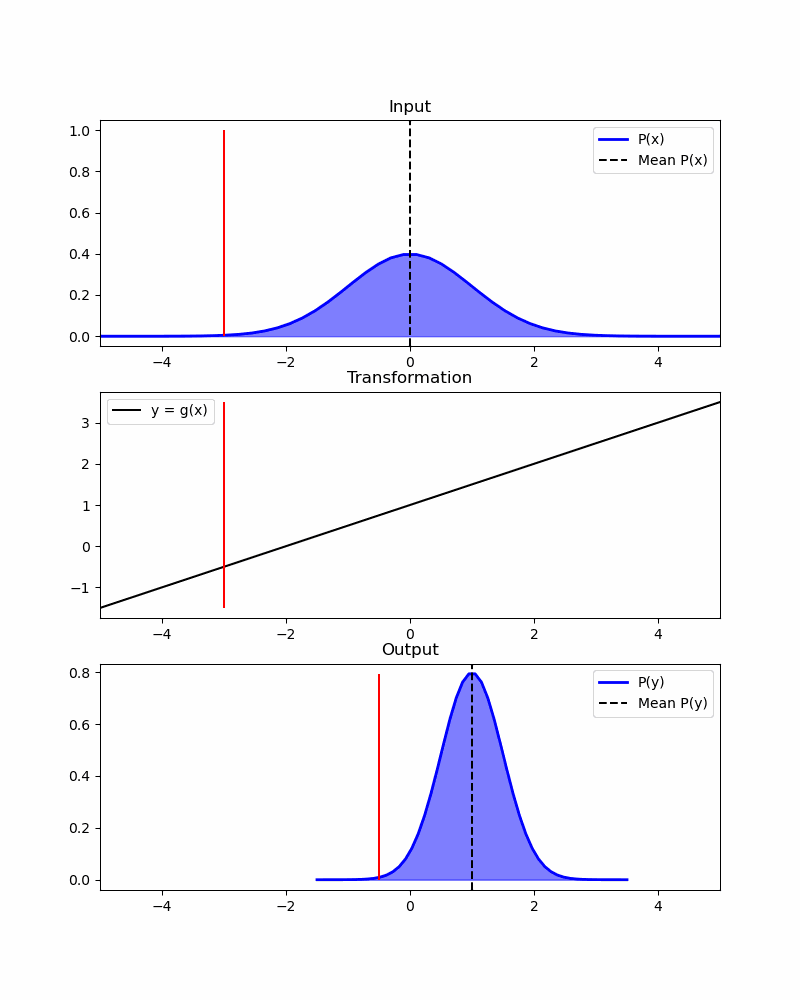 Input
1.0
0.8
0.6
0.4
0.2
0.0
P(x)
Mean P(x)
−4 −2 0 2 4
Transformation
3
2
1
0
−1
y = g(x)
−4 −2 0 2 4
Output
0.8
0.6
0.4
0.2
0.0
P(y)
Mean P(y)
−4 −2 0 2 4